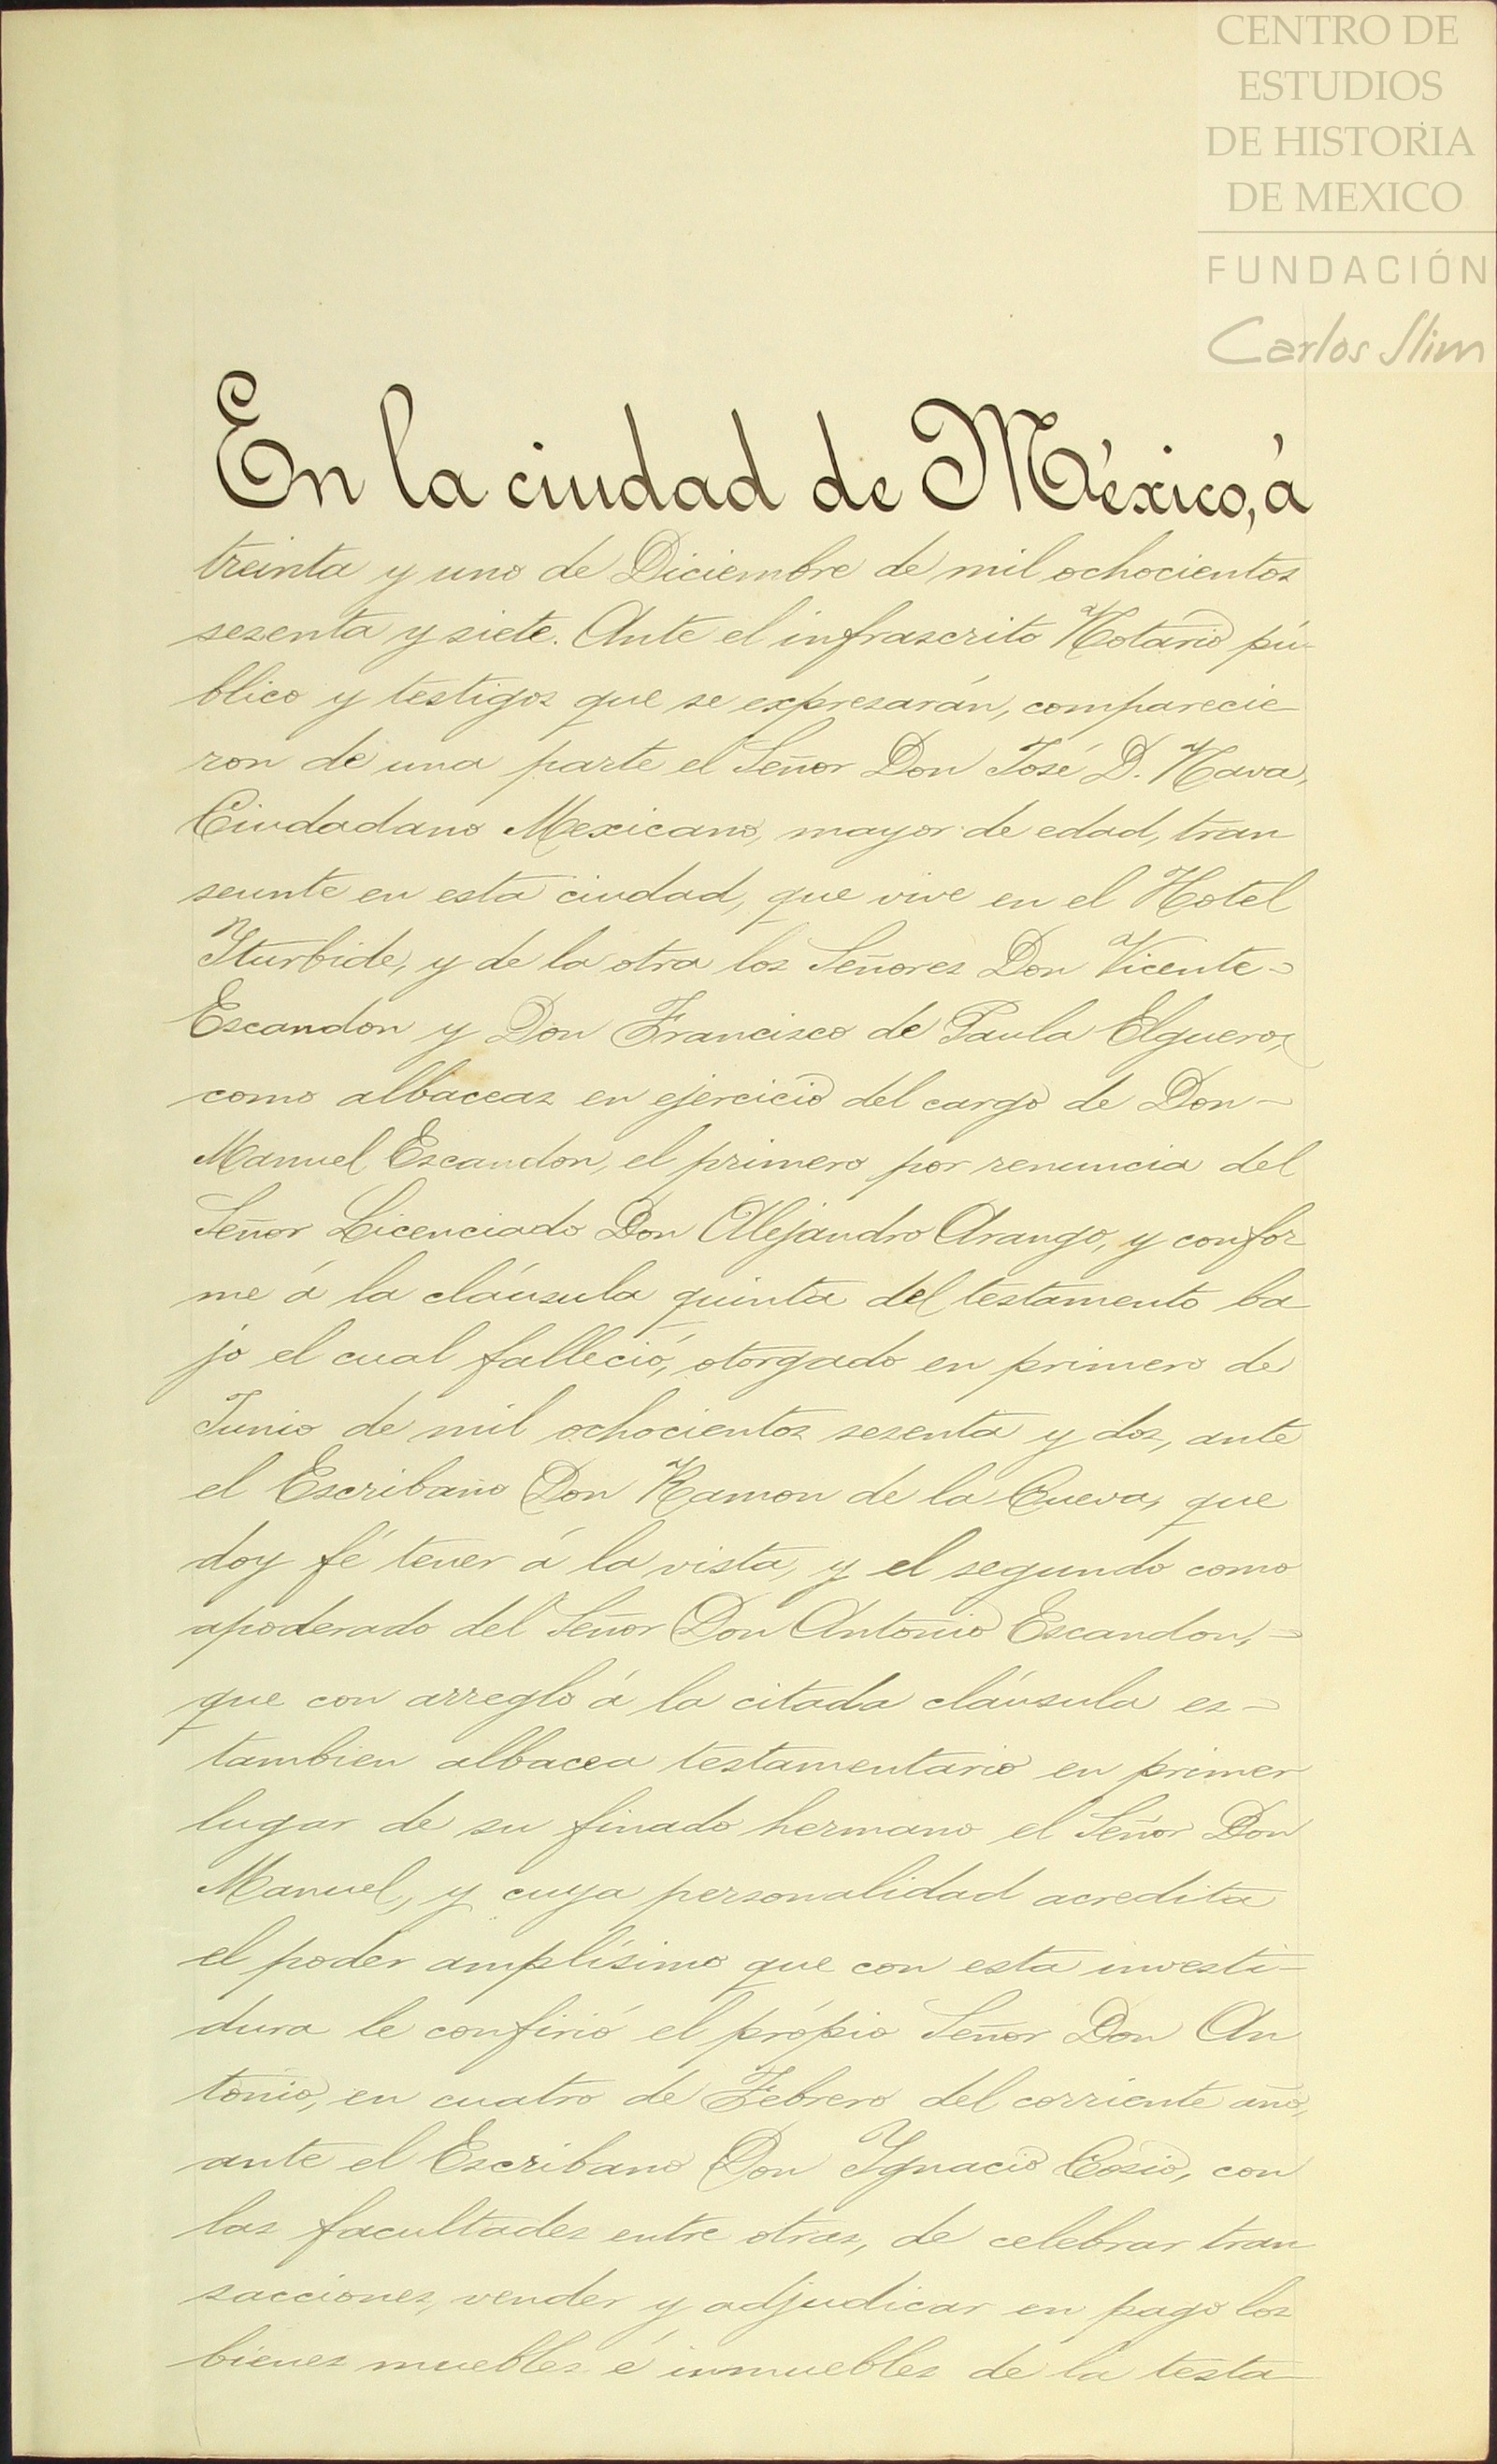 CENTRO DE
ESTUDIOS
DE HISTORIA
DE MEXICO
FUNDACIÓN
Carlos Slim
En la ciudad de México, á
treinta y uno de Diciembre de mil ochocientos
sesenta y siete. Ante el infrascrito Notário pú-
blico y testigos que se expresarán, comparecie
ron de una parte el Señor Don José D. Nava,
Ciudadano Mexicano, mayor de edad, tran
seunte en esta ciudad, que vive en el Hotel
Yturbide, y de la otra los Señores Don Vicente-
Escandon y Don Francisco de Paula Elguero,
como albaceas en ejercicio del cargo de Don-
Manuel Escandon, el primero por renuncia del
Señor Licenciado Don Alejandro Arango, y confor
me á la cláusula quinta del testamento ba
jo el cual falleció, otorgado en primero de
Junio de mil ochocientos sesenta y dos, ante
el Escribano Don Ramon de la Cueva, que
doy fé tener á la vista, y el segundo como
apoderado del Señor Don Antonio Escandon,-
que con arreglo á la citada cláusula es-
tambien albacea testamentario en primer
lugar de su finado hermano el Señor Don
Manuel, y cuya personalidad acredita
el poder amplísimo que con esta investi-
dura le confirió el própio Señor Don An
tonio, en cuatro de Febrero del corriente año,
ante el Escribano Don Ygnacio Cosio, con
las facultades entre otras, de celebrar tran
sacciones, vender y adjudicar en pago los
bienes muebles é inmuebles de la testa